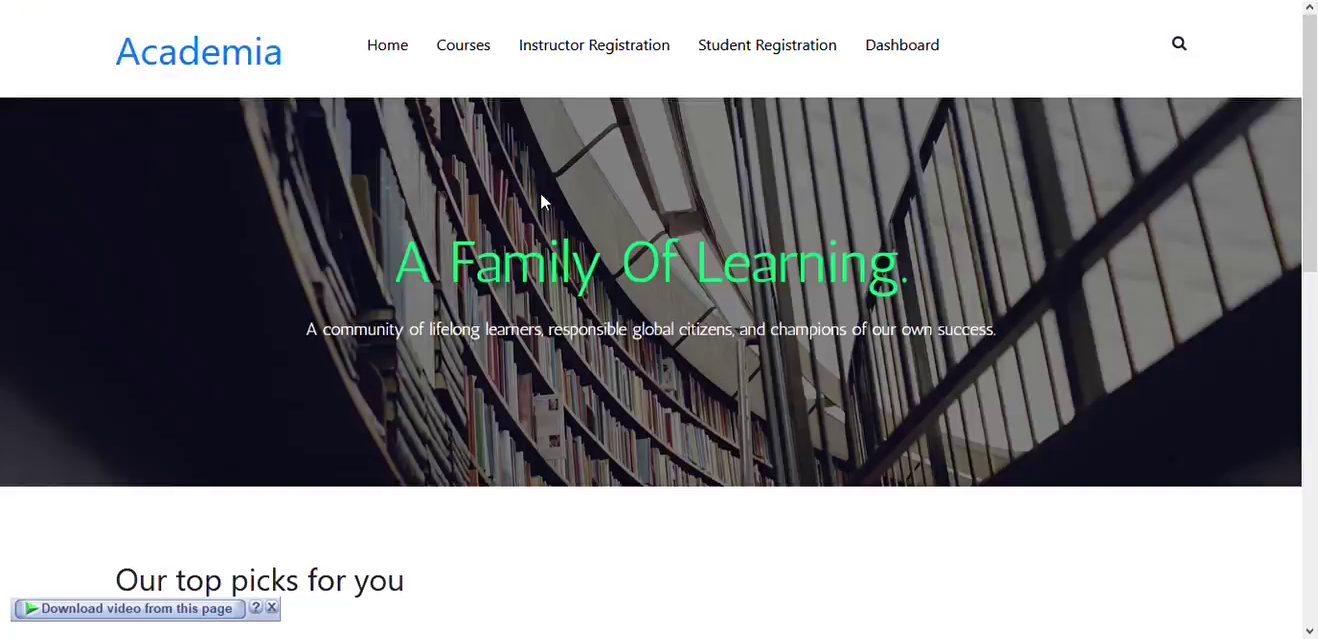 Academia
Home Courses Instructor Registration Student Registration Dashboard
A Family Of Learning.
A community of lifelong learners, responsible global citizens, and champions of our own success.
Our top picks for you
Download video from this page ? X